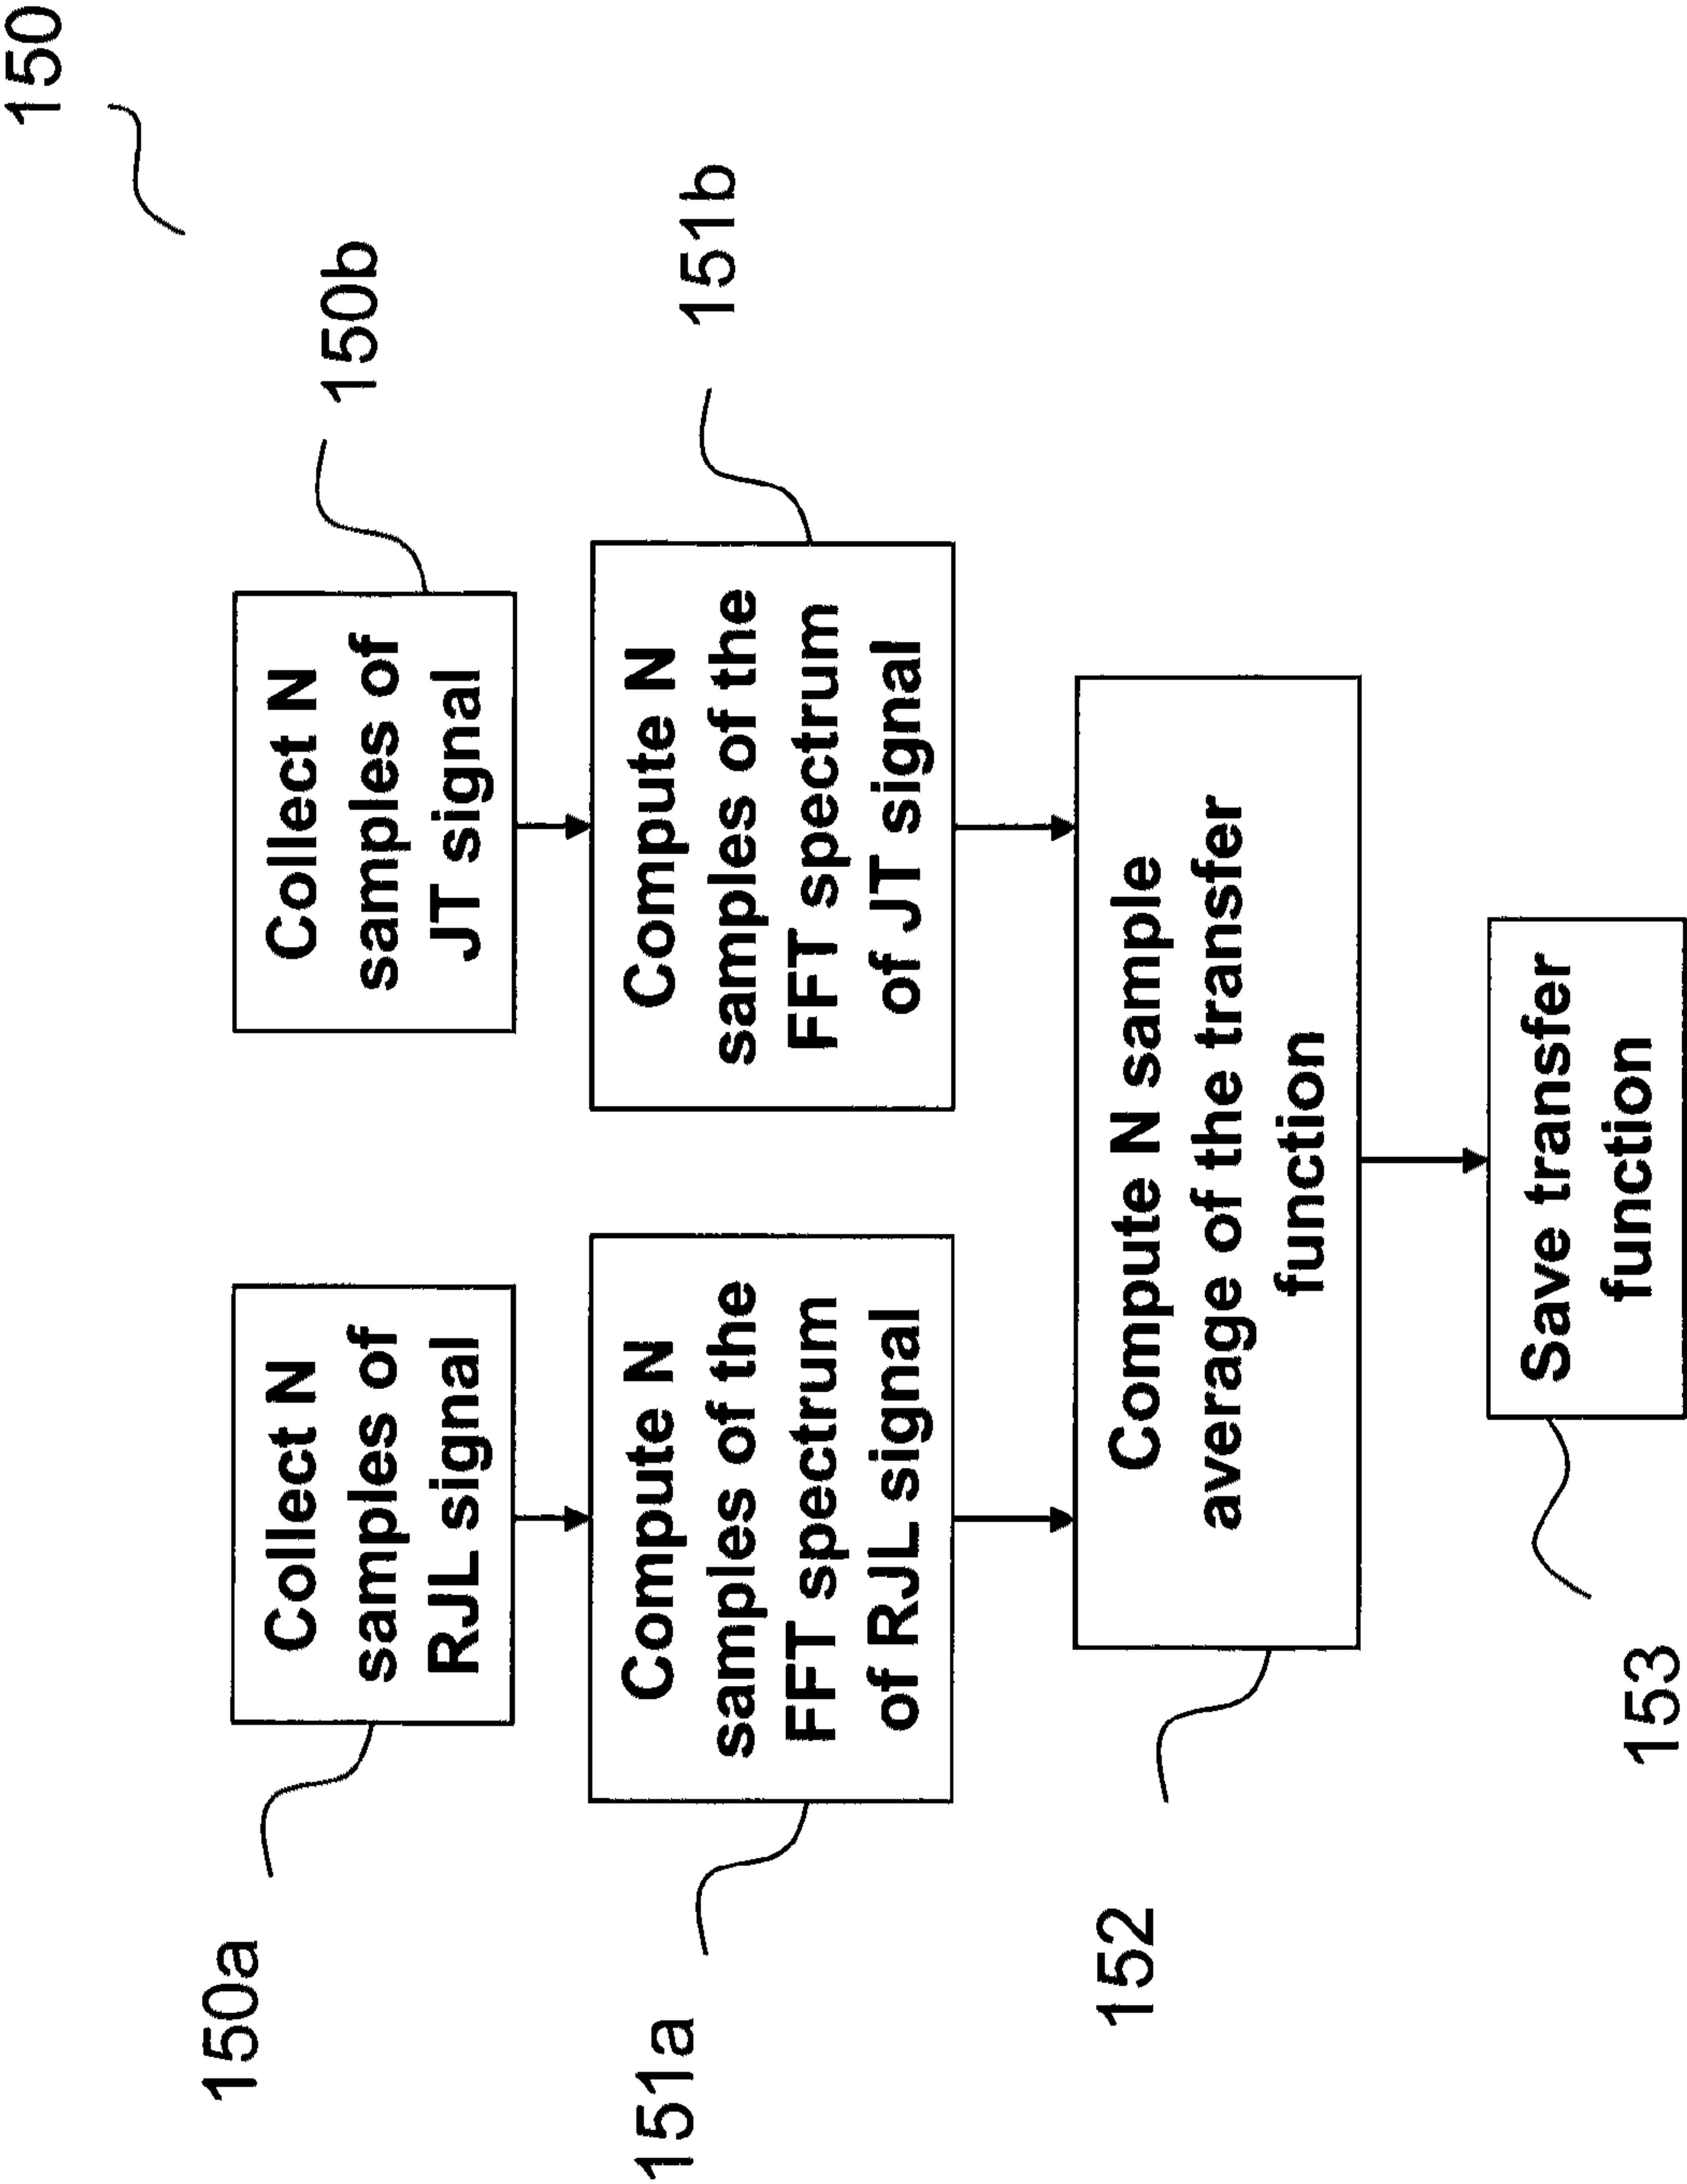 150
150a
Collect N
samples of
RJL signal
Collect N
samples of
JT signal
150b
151a
Compute N
samples of the
FFT spectrum
of RJL signal
Compute N
samples of the
FFT spectrum
of JT signal
151b
152
Compute N sample
average of the transfer
function
153
Save transfer
function